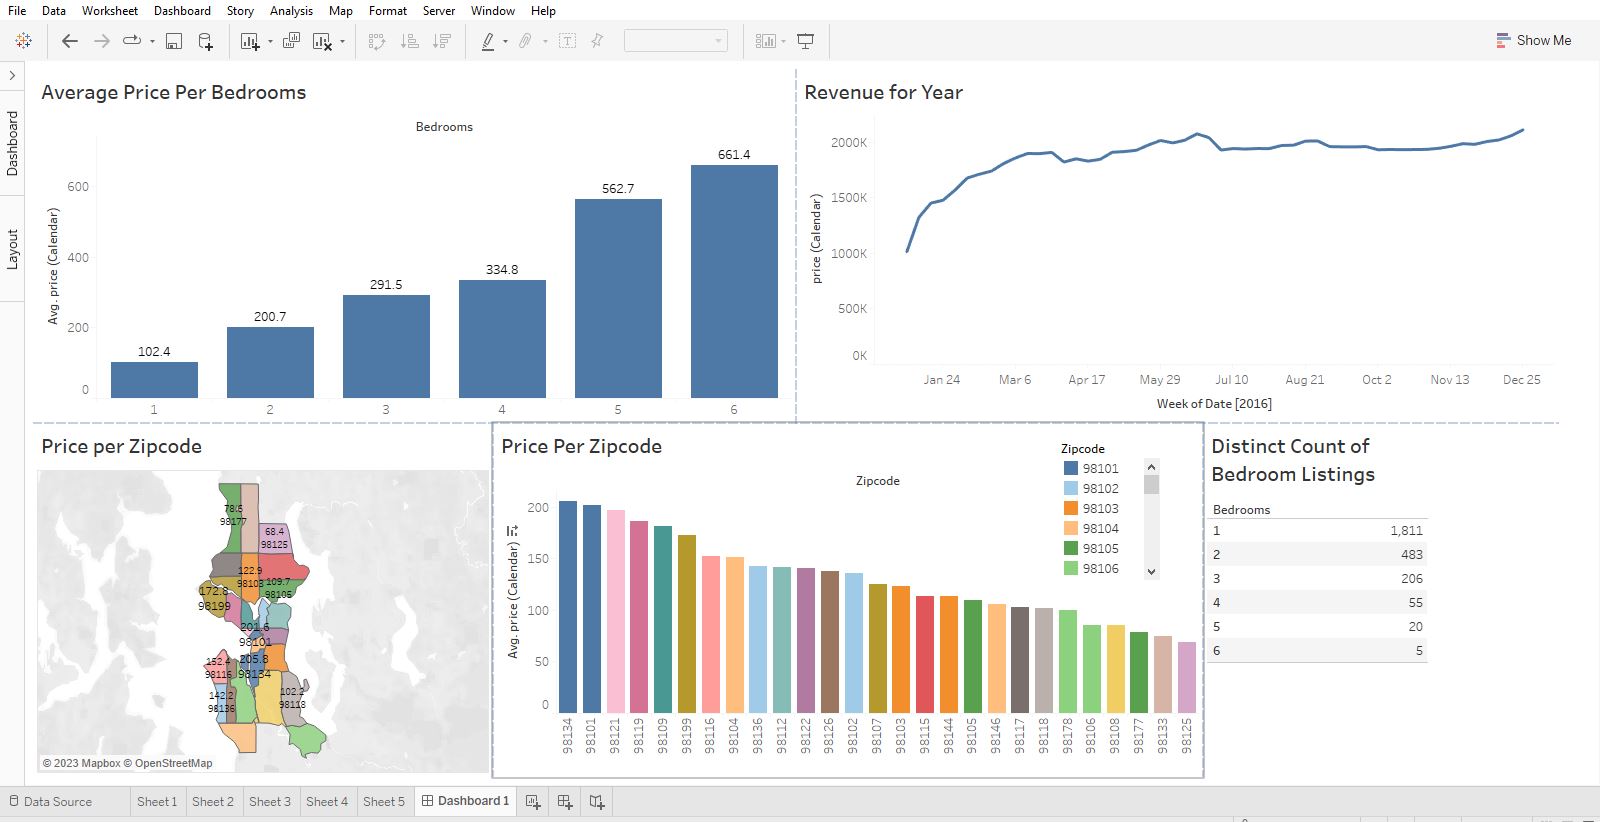 File Data Worksheet Dashboard Story Analysis Map Format Server Window Help
Show Me
Dashboard
Layout
Average Price Per Bedrooms
Bedrooms
Avg. price (Calendar)
600
400
200
0
102.4
200.7
291.5
334.8
562.7
661.4
1 2 3 4 5 6
Revenue for Year
price (Calendar)
2000K
1500K
1000K
500K
0K
Jan 24 Mar 6 Apr 17 May 29 Jul 10 Aug 21 Oct 2 Nov 13 Dec 25
Week of Date [2016]
Price per Zipcode
78.5
98177
68.4
98125
122.9
98103
109.7
98105
172.8
98199
201.6
98101
205.8
98134
152.4
98116
142.2
98136
102.2
98118
© 2023 Mapbox © OpenStreetMap
Price Per Zipcode
Zipcode
Avg. price (Calendar)
200
150
100
50
0
98134 98101 98121 98119 98109 98199 98116 98104 98136 98112 98122 98126 98102 98107 98103 98115 98144 98105 98146 98117 98118 98178 98106 98108 98177 98133 98125
Zipcode
98101
98102
98103
98104
98105
98106
Distinct Count of
Bedroom Listings
Bedrooms
1 1,811
2 483
3 206
4 55
5 20
6 5
Data Source Sheet 1 Sheet 2 Sheet 3 Sheet 4 Sheet 5 Dashboard 1